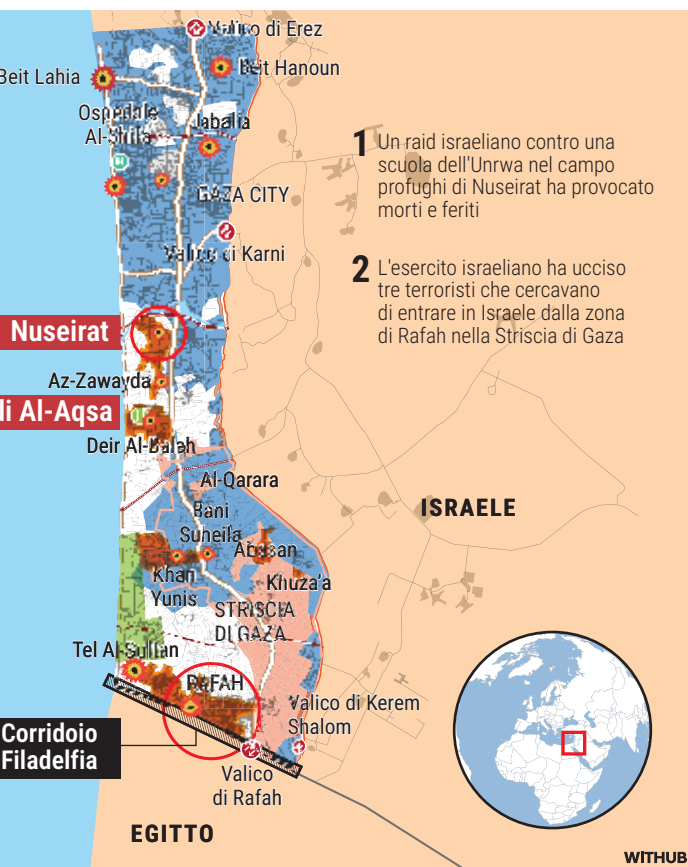 Valico di Erez
Beit Lahia
Beit Hanoun
Ospedale
Al-Shifa
Jabalia
GAZA CITY
Valico di Karni
1 Un raid israeliano contro una
scuola dell'Unrwa nel campo
profughi di Nuseirat ha provocato
morti e feriti
2 L'esercito israeliano ha ucciso
tre terroristi che cercavano
di entrare in Israele dalla zona
di Rafah nella Striscia di Gaza
Nuseirat
Az-Zawayda
di Al-Aqsa
Deir Al-Balah
Al-Qarara
Bani
Suheila
Abasan
Khan
Yunis
Khuza'a
STRISCIA
DI GAZA
ISRAELE
Tel Al-Sultan
RAFAH
Valico di Kerem
Shalom
Corridoio
Filadelfia
Valico
di Rafah
EGITTO
WITHUB